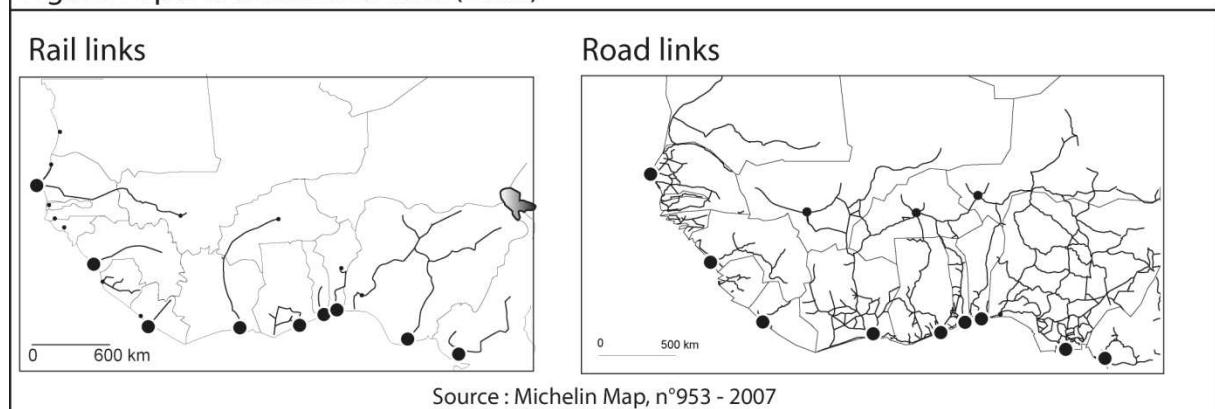 Rail links
Road links
0 600 km
0 500 km
Source : Michelin Map, n°953 - 2007